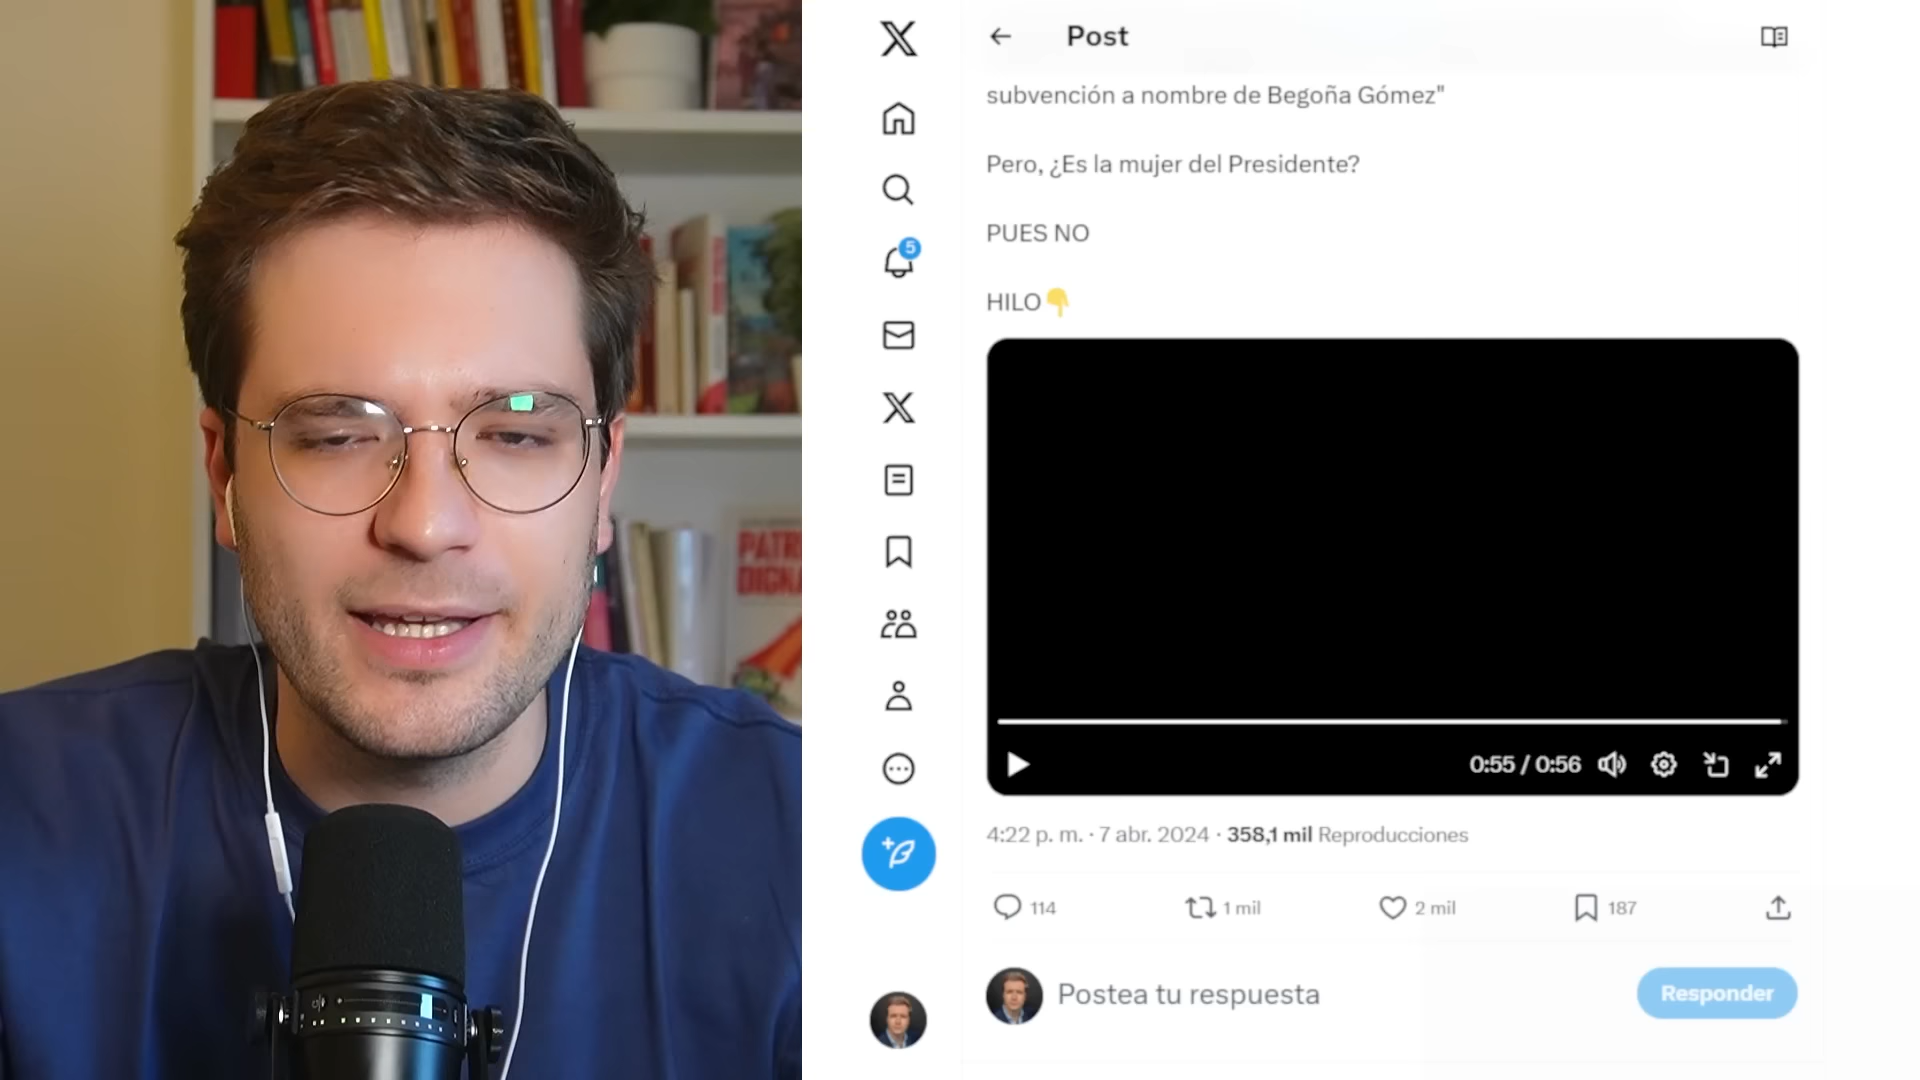 Post
subvención a nombre de Begoña Gómez"
Pero, ¿Es la mujer del Presidente?
PUES NO
HILO👇
5
0:55 / 0:56
4:22 p. m. · 7 abr. 2024 · 358,1 mil Reproducciones
114 1 mil 2 mil 187
Postea tu respuesta
Responder